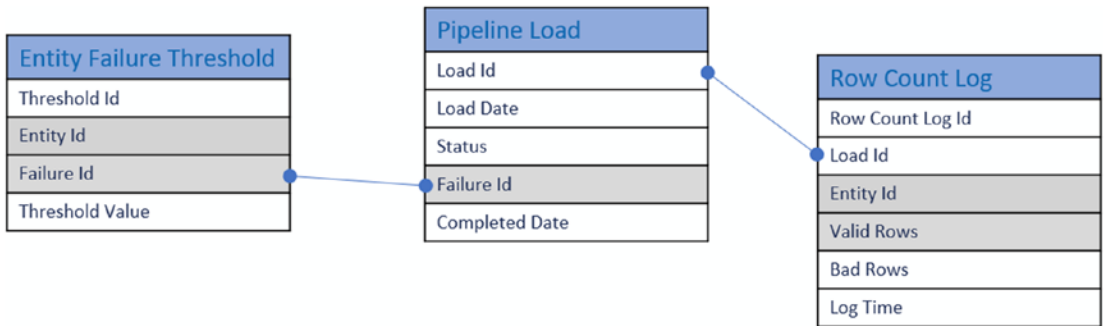 Entity Failure Threshold
Threshold Id
Entity Id
Failure Id
Threshold Value
Pipeline Load
Load Id
Load Date
Status
Failure Id
Completed Date
Row Count Log
Row Count Log Id
Load Id
Entity Id
Valid Rows
Bad Rows
Log Time